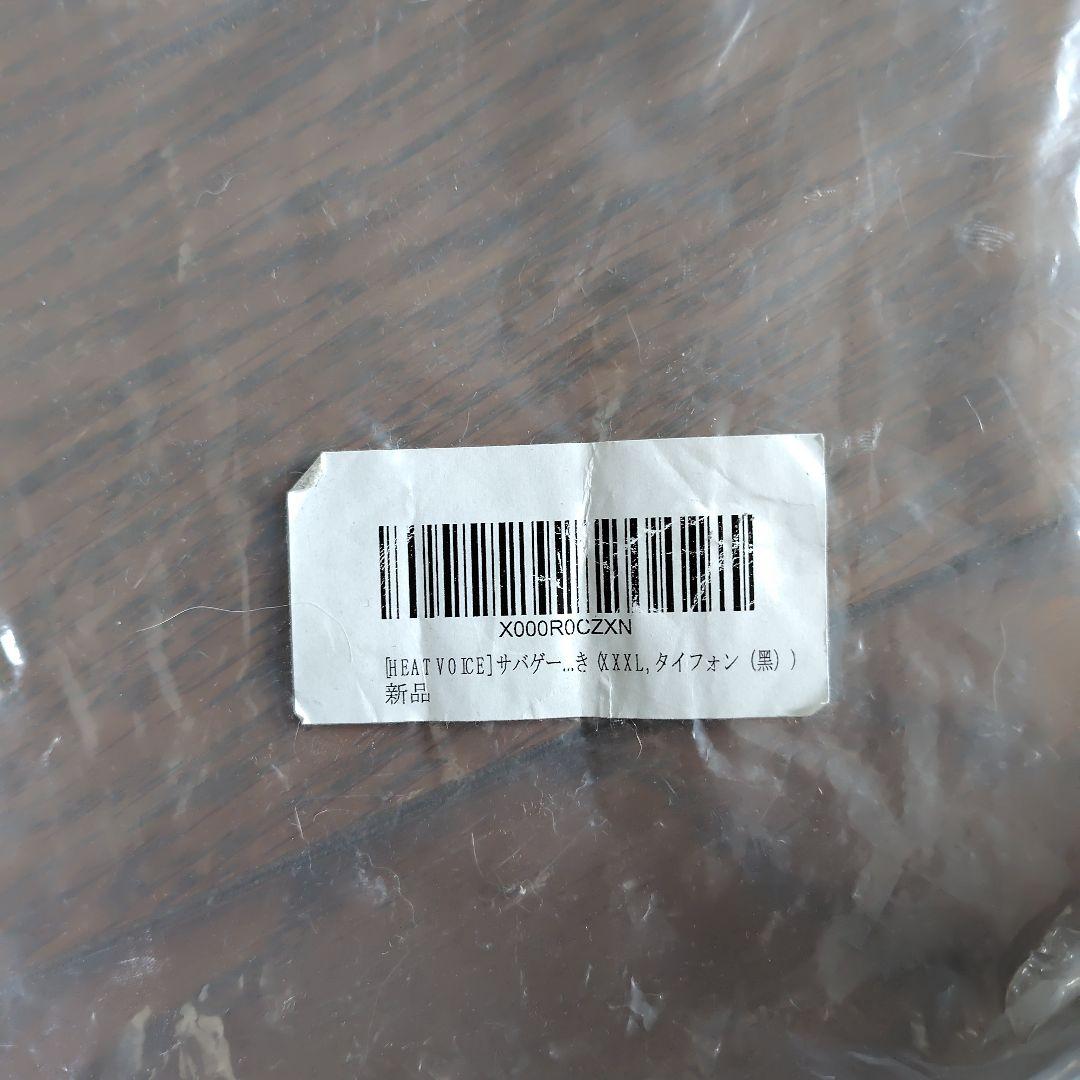 X000R0CZXN
[HEAT VOICE]サバゲー...き (XXXL, タイフォン (黒) )
新品